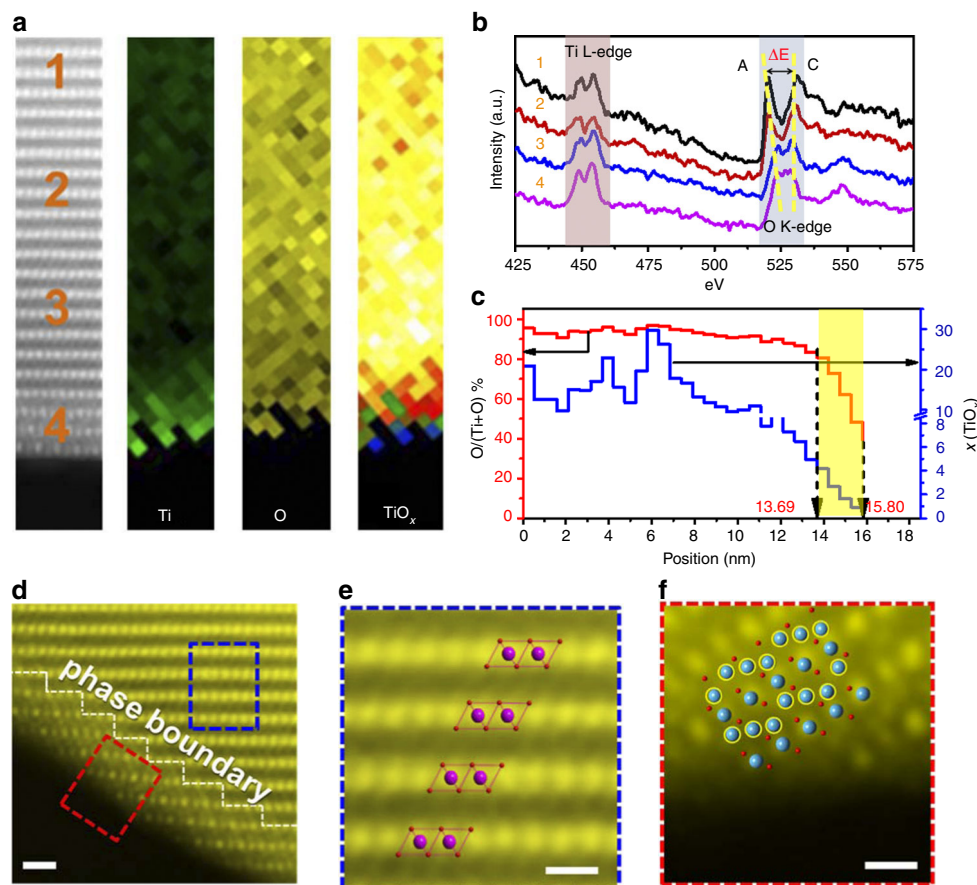 a
1
2
3
4
Ti
O
TiOx
b
Ti L-edge
A
ΔE
C
1
2
3
4
O K-edge
Intensity (a.u.)
425 450 475 500 525 550 575
eV
c
100
80
60
40
20
0
O/(Ti+O) %
30
20
10
8
6
4
2
0
x (TiOx)
13.69
15.80
0 2 4 6 8 10 12 14 16 18
Position (nm)
d
phase boundary
e
f